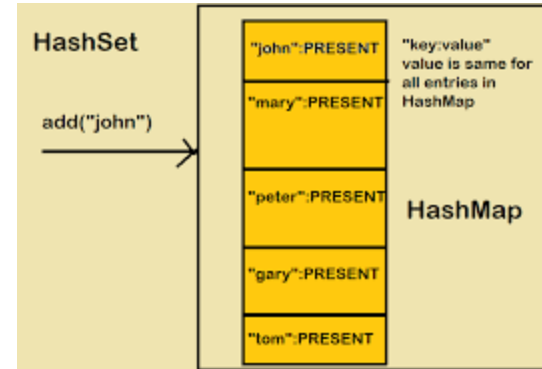 HashSet
add("john")
"john":PRESENT
"mary":PRESENT
"peter":PRESENT
"gary":PRESENT
"tom":PRESENT
"key:value"
value is same for
all entries in
HashMap
HashMap